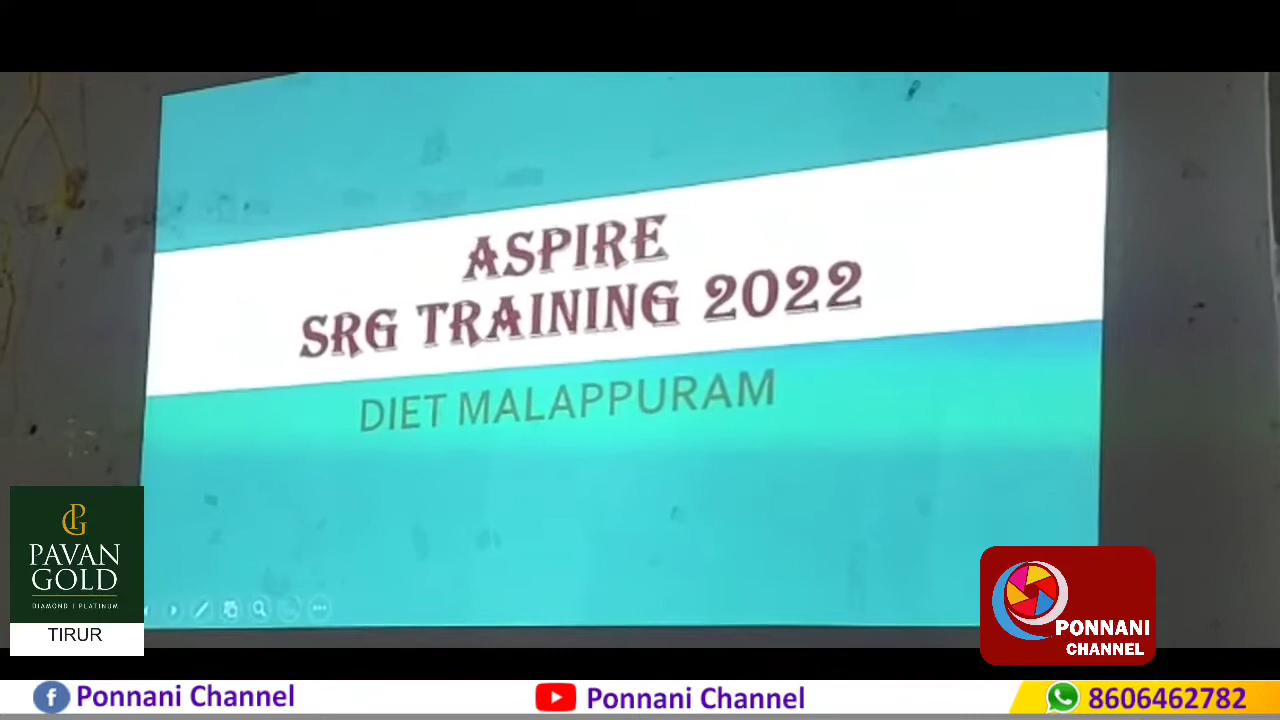 ASPIRE
SRG TRAINING 2022
DIET MALAPPURAM
PAVAN
GOLD
DIAMOND | PLATINUM
TIRUR
PONNANI
CHANNEL
Ponnani Channel
Ponnani Channel
8606462782